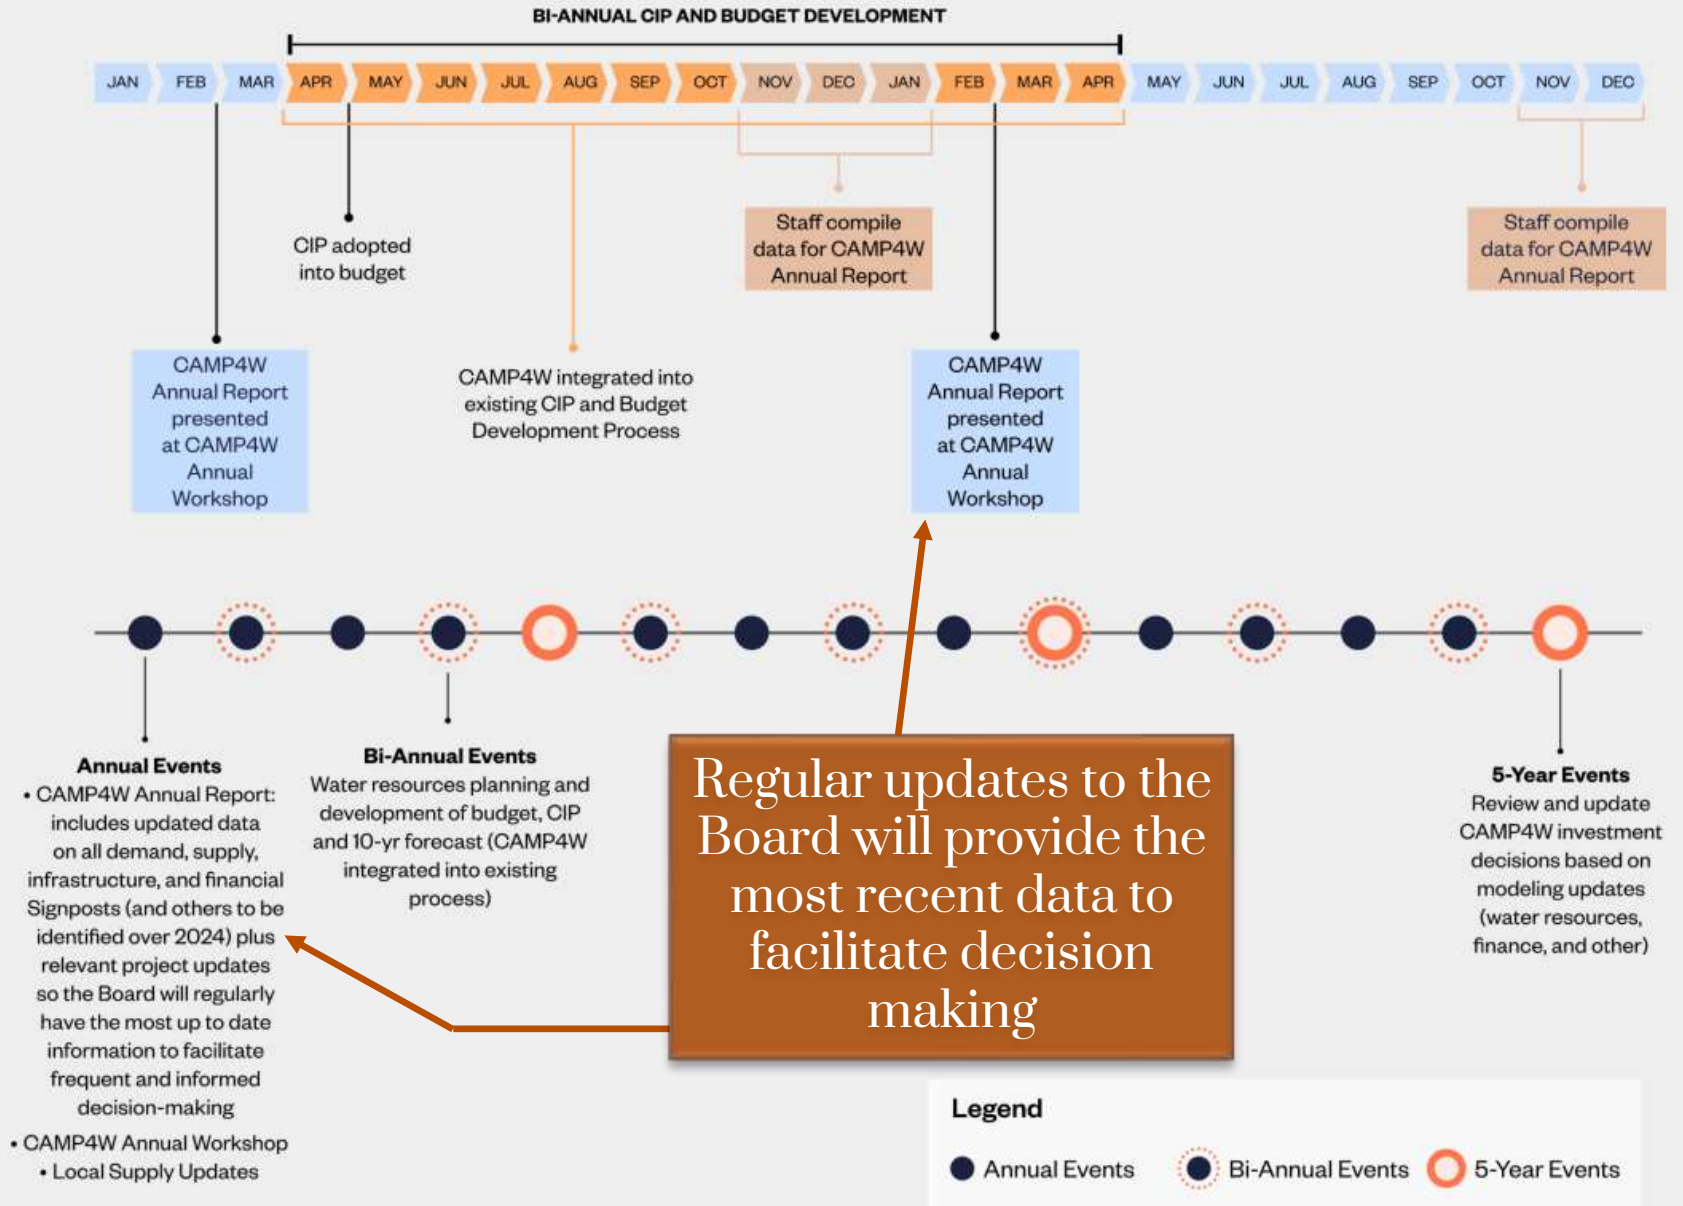 BI-ANNUAL CIP AND BUDGET DEVELOPMENT
JAN FEB MAR APR MAY JUN JUL AUG SEP OCT NOV DEC JAN FEB MAR APR MAY JUN JUL AUG SEP OCT NOV DEC
CIP adopted
into budget
Staff compile
data for CAMP4W
Annual Report
Staff compile
data for CAMP4W
Annual Report
CAMP4W
Annual Report
presented
at CAMP4W
Annual
Workshop
CAMP4W integrated into
existing CIP and Budget
Development Process
CAMP4W
Annual Report
presented
at CAMP4W
Annual
Workshop
Annual Events
• CAMP4W Annual Report:
includes updated data
on all demand, supply,
infrastructure, and financial
Signposts (and others to be
identified over 2024) plus
relevant project updates
so the Board will regularly
have the most up to date
information to facilitate
frequent and informed
decision-making
• CAMP4W Annual Workshop
• Local Supply Updates
Bi-Annual Events
Water resources planning and
development of budget, CIP
and 10-yr forecast (CAMP4W
integrated into existing
process)
Regular updates to the
Board will provide the
most recent data to
facilitate decision
making
5-Year Events
Review and update
CAMP4W investment
decisions based on
modeling updates
(water resources,
finance, and other)
Legend
Annual Events Bi-Annual Events 5-Year Events